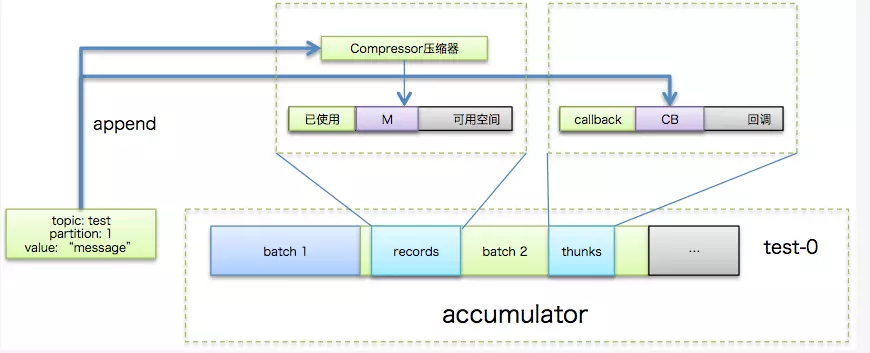 Compressor压缩器
已使用
M
可用空间
callback
CB
回调
append
topic: test
partition: 1
value: “message”
batch 1
records
batch 2
thunks
...
test-0
accumulator